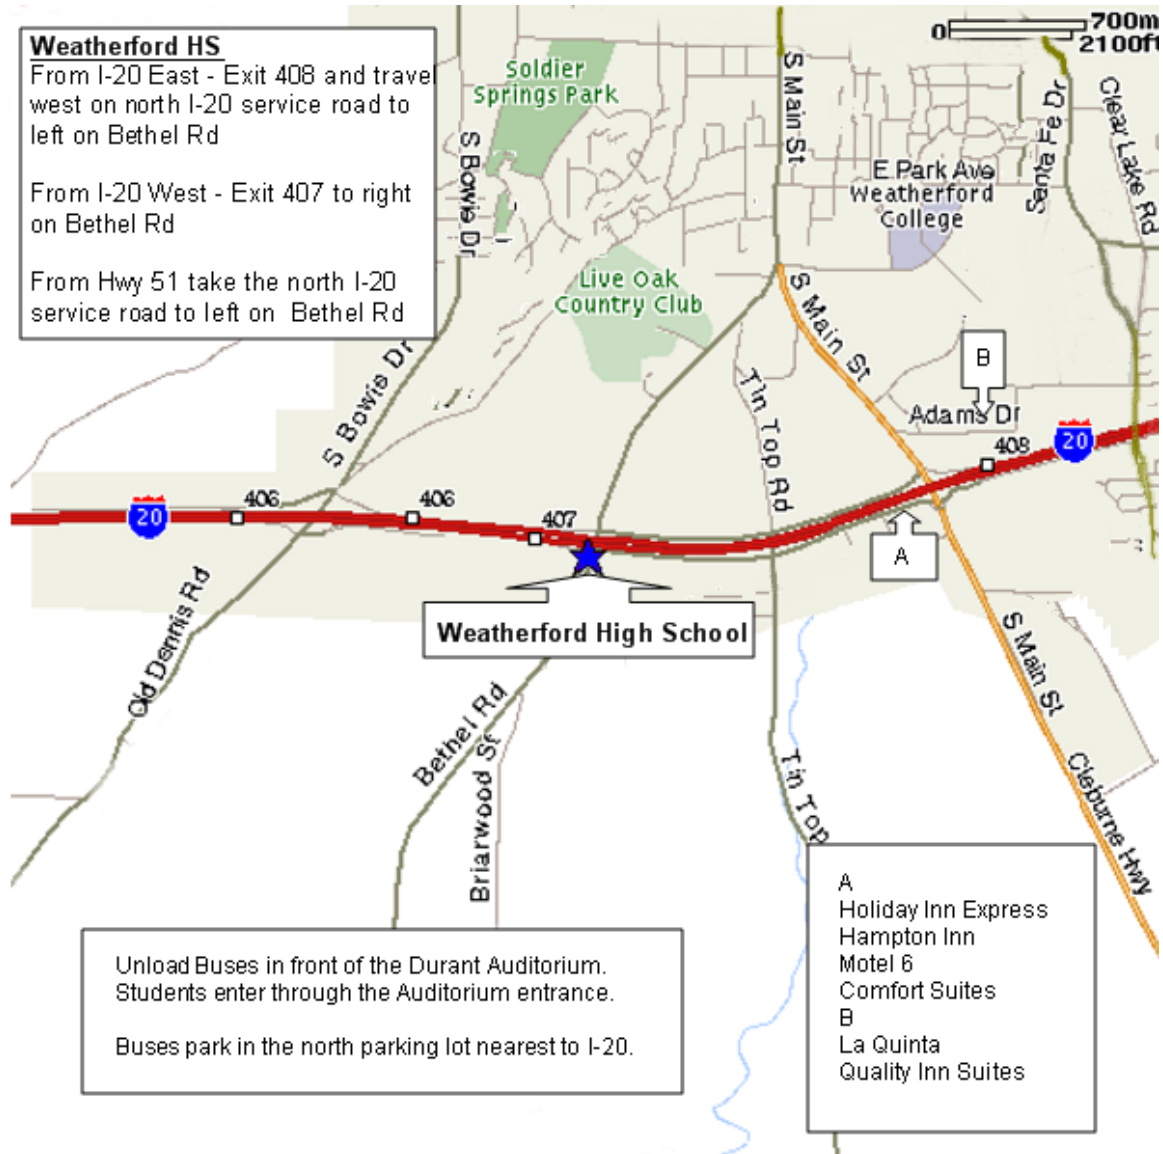 Weatherford HS
From I-20 East - Exit 408 and travel
west on north I-20 service road to
left on Bethel Rd
From I-20 West - Exit 407 to right
on Bethel Rd
From Hwy 51 take the north I-20
service road to left on Bethel Rd
0
700m
2100ft
Soldier
Springs Park
S Bowie Dr
S Main St
Santa Fe Dr
Clear Lake Rd
E Park Ave
Weatherford
College
Live Oak
Country Club
S Main St
B
S Bowie Dr
Tin Top Rd
Adams Dr
20
408
406
406
20
407
A
Weatherford High School
Old Dennis Rd
S Main St
Bethel Rd
Briarwood St
Tin Top
Cleburne Hwy
A
Holiday Inn Express
Hampton Inn
Motel 6
Comfort Suites
B
La Quinta
Quality Inn Suites
Unload Buses in front of the Durant Auditorium.
Students enter through the Auditorium entrance.
Buses park in the north parking lot nearest to I-20.